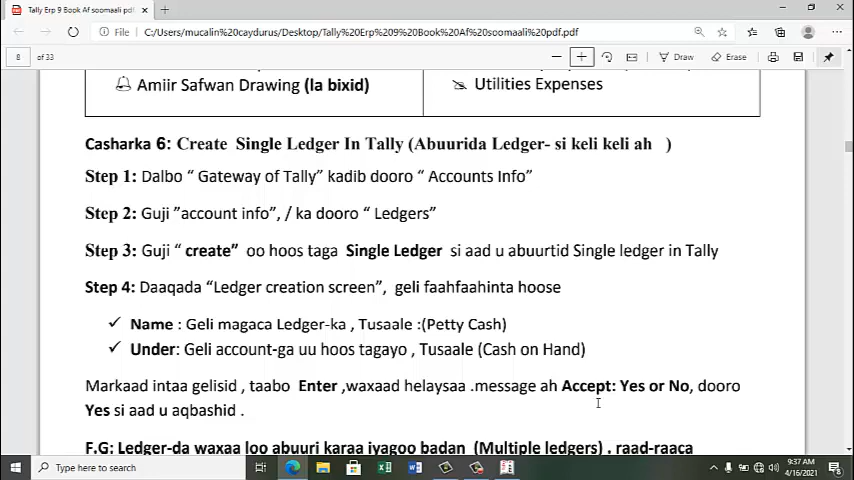 Tally Erp 9 Book Af soomaali pdf.
File
C:/Users/mucalin%20caydurus/Desktop/Tally%20Erp%209%20Book%20Af%20soomaali%20pdf.pdf
8 of 33
Draw
Erase
Amiir Safwan Drawing (la bixid)
Utilities Expenses
Casharka 6: Create Single Ledger In Tally (Abuurida Ledger- si keli keli ah )
Step 1: Dalbo “ Gateway of Tally” kadib dooro “ Accounts Info”
Step 2: Guji ”account info”, / ka dooro “ Ledgers”
Step 3: Guji “ create” oo hoos taga Single Ledger si aad u abuurtid Single ledger in Tally
Step 4: Daaqada “Ledger creation screen”, geli faahfaahinta hoose
✓ Name : Geli magaca Ledger-ka , Tusaale :(Petty Cash)
✓ Under: Geli account-ga uu hoos tagayo , Tusaale (Cash on Hand)
Markaad intaa gelisid , taabo Enter ,waxaad helaysaa .message ah Accept: Yes or No, dooro
Yes si aad u aqbashid .
F.G: Ledger-da waxaa loo abuuri karaa iyagoo badan (Multiple ledgers) . raad-raaca
Type here to search
9:37 AM
4/16/2021